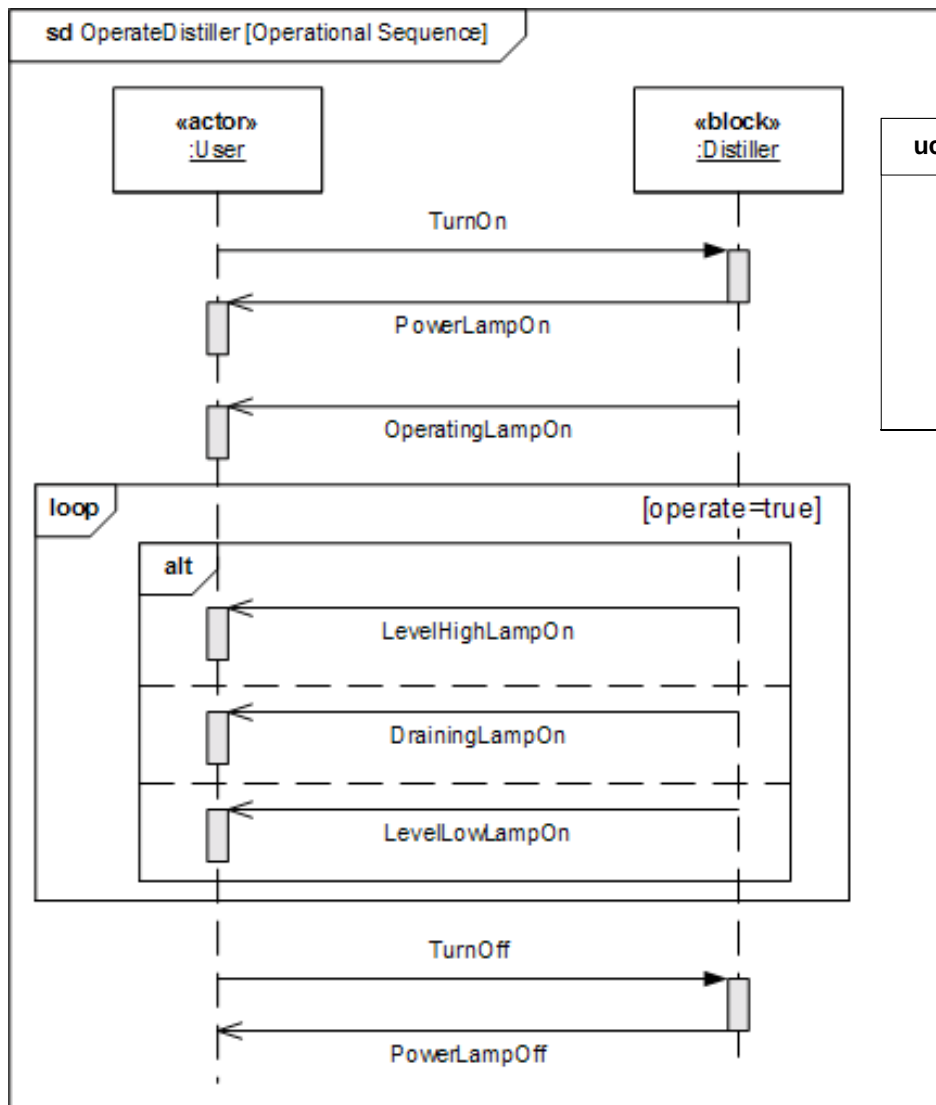 sd OperateDistiller [Operational Sequence]
«actor»
:User
«block»
:Distiller
uc
TurnOn
PowerLampOn
OperatingLampOn
loop
[operate=true]
alt
LevelHighLampOn
DrainingLampOn
LevelLowLampOn
TurnOff
PowerLampOff